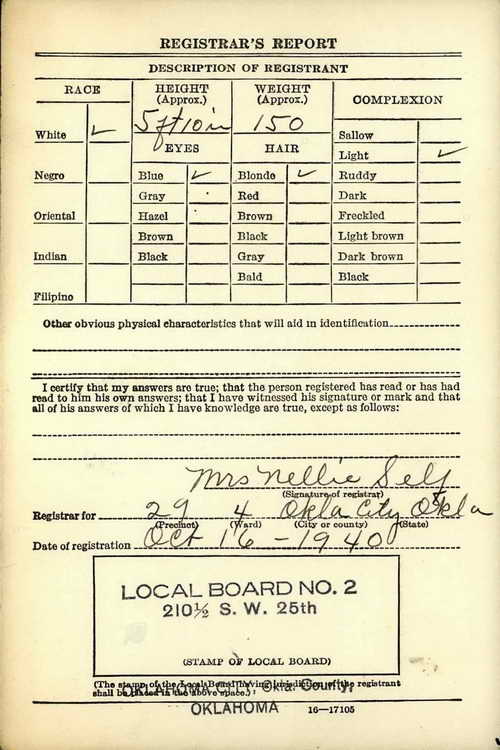 REGISTRAR'S REPORT
DESCRIPTION OF REGISTRANT
RACE
HEIGHT (Approx.)
WEIGHT (Approx.)
COMPLEXION
5 ft 10 in
150
White ✓
EYES
HAIR
Sallow
Light ✓
Negro
Blue ✓
Blonde ✓
Ruddy
Gray
Red
Dark
Oriental
Hazel
Brown
Freckled
Brown
Black
Light brown
Indian
Black
Gray
Dark brown
Bald
Black
Filipino
Other obvious physical characteristics that will aid in identification
I certify that my answers are true; that the person registered has read or has had
read to him his own answers; that I have witnessed his signature or mark and that
all of his answers of which I have knowledge are true, except as follows:
Mrs Nellie Self
(Signature of registrar)
Registrar for 29 4 Okla City Okla
(Precinct) (Ward) (City or county) (State)
Date of registration Oct 16 - 1940
LOCAL BOARD NO. 2
210½ S. W. 25th
(STAMP OF LOCAL BOARD)
(The stamp of the Local Board having jurisdiction of the registrant
shall be placed in the above space.)
Okla. County,
OKLAHOMA
16—17105